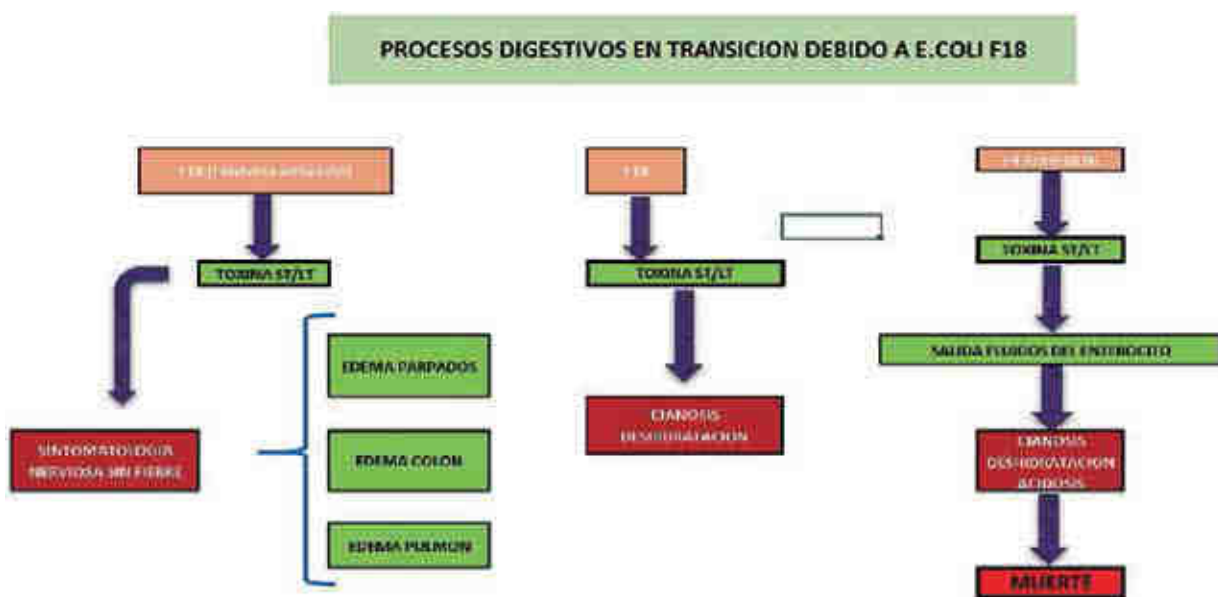 PROCESOS DIGESTIVOS EN TRANSICION DEBIDO A E.COLI F18
F18
TOXINA ST/LT
TOXINA ST/LT
TOXINA ST/LT
SALIDA FLUIDOS DEL ENTEROCITO
EDEMA PARPADOS
CIANOSIS
DESHIDRATACION
SINTOMATOLOGIA
NERVIOSA SIN FIEBRE
EDEMA COLON
CIANOSIS
DESHIDRATACION
ACIDOSIS
EDEMA PULMON
MUERTE